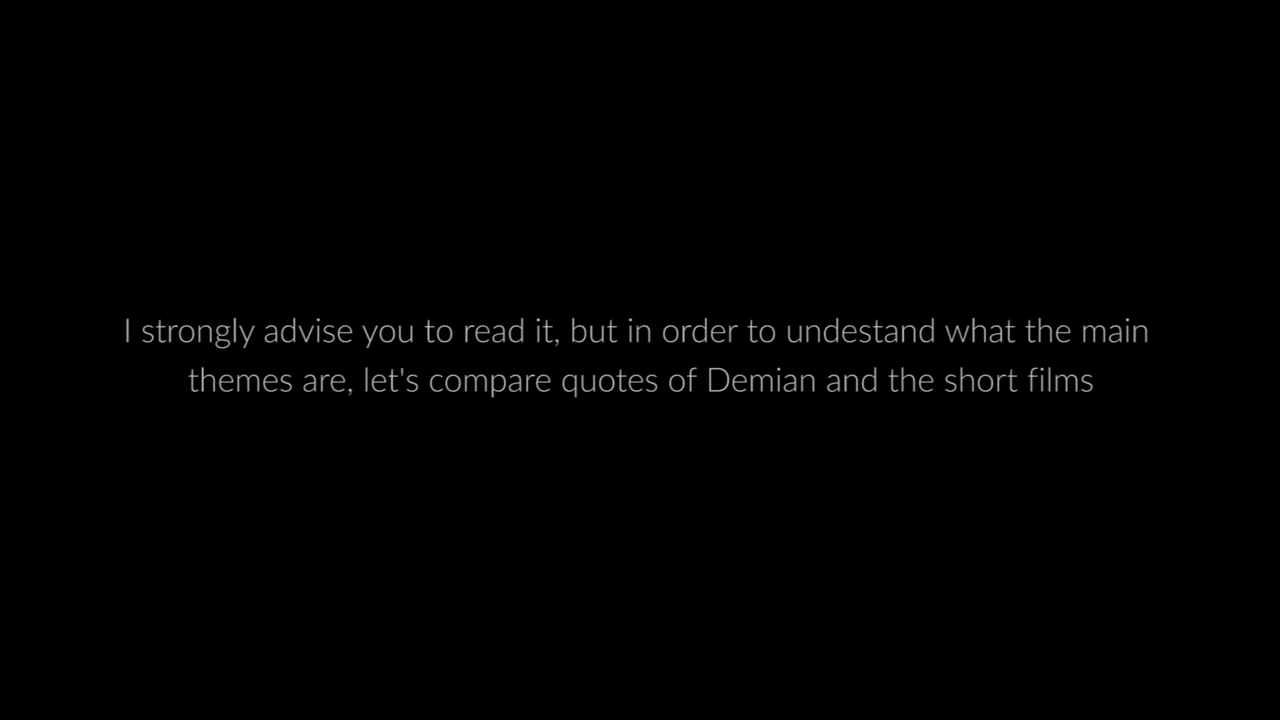 I strongly advise you to read it, but in order to undestand what the main
themes are, let's compare quotes of Demian and the short films